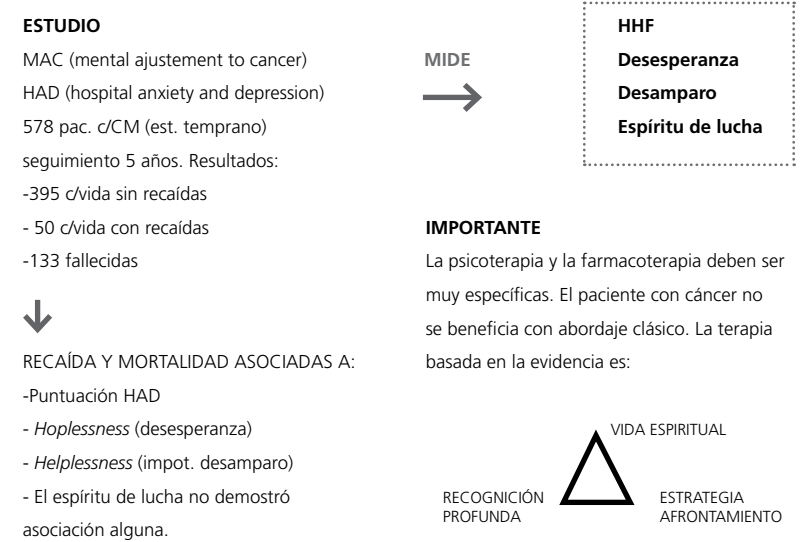 ESTUDIO
MAC (mental ajustement to cancer)
HAD (hospital anxiety and depression)
578 pac. c/CM (est. temprano)
seguimiento 5 años. Resultados:
-395 c/vida sin recaídas
- 50 c/vida con recaídas
-133 fallecidas
MIDE
HHF
Desesperanza
Desamparo
Espíritu de lucha
RECAÍDA Y MORTALIDAD ASOCIADAS A:
-Puntuación HAD
- Hoplessness (desesperanza)
- Helplessness (impot. desamparo)
- El espíritu de lucha no demostró
asociación alguna.
IMPORTANTE
La psicoterapia y la farmacoterapia deben ser
muy específicas. El paciente con cáncer no
se beneficia con abordaje clásico. La terapia
basada en la evidencia es:
VIDA ESPIRITUAL
RECOGNICIÓN
PROFUNDA
ESTRATEGIA
AFRONTAMIENTO